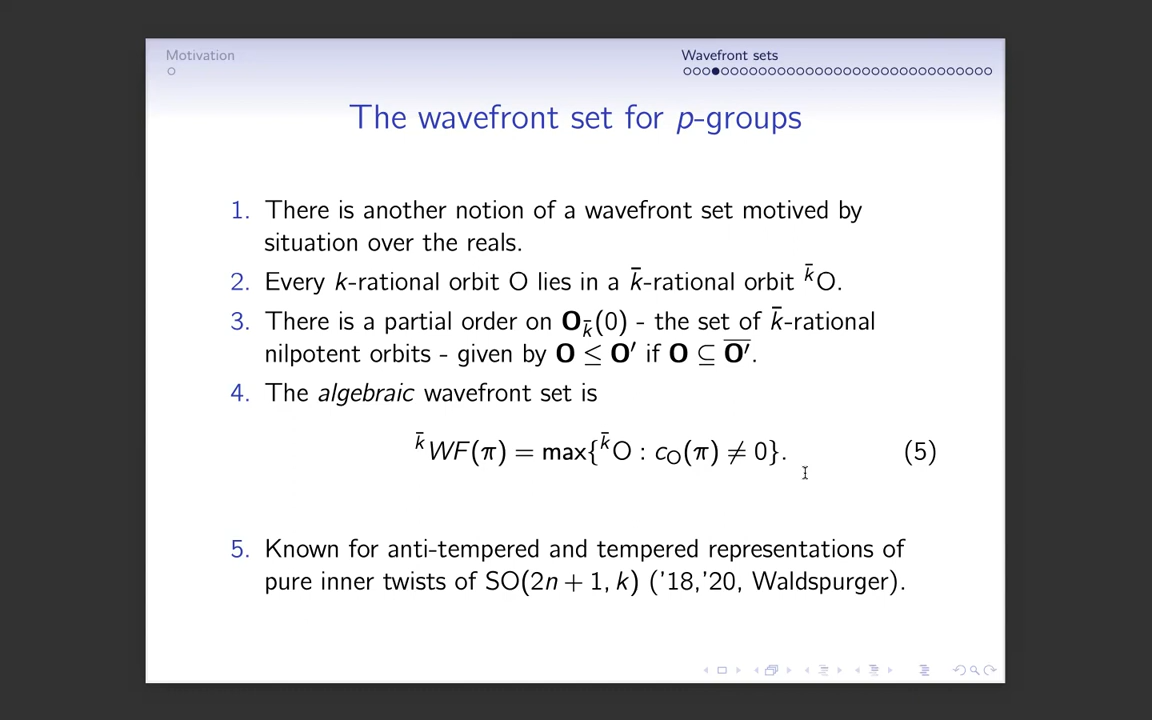 Motivation
Wavefront sets
The wavefront set for p-groups
1. There is another notion of a wavefront set motived by
situation over the reals.
2. Every k-rational orbit O lies in a k̄-rational orbit ᵏ̄O.
3. There is a partial order on 𝐎_k̄(0) - the set of k̄-rational
nilpotent orbits - given by 𝐎 ≤ 𝐎′ if 𝐎 ⊆ 𝐎′̅.
4. The algebraic wavefront set is
ᵏ̄WF(π) = max{ᵏ̄O : c_O(π) ≠ 0}. (5)
5. Known for anti-tempered and tempered representations of
pure inner twists of SO(2n + 1, k) ('18,'20, Waldspurger).